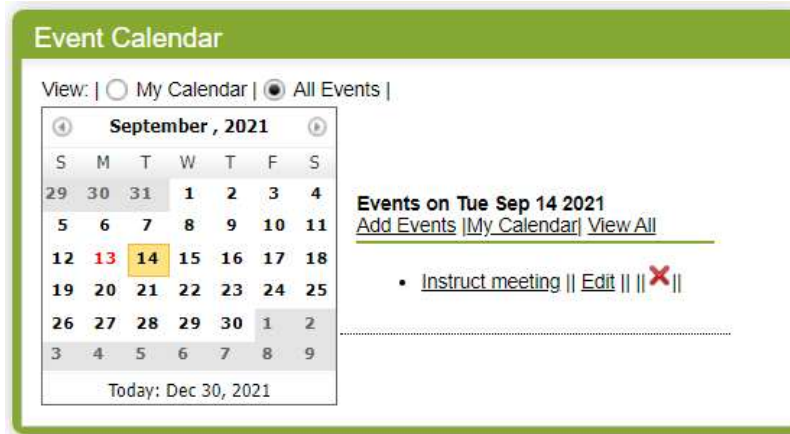 Event Calendar
View: | My Calendar | All Events |
September , 2021
S M T W T F S
29 30 31 1 2 3 4
5 6 7 8 9 10 11
12 13 14 15 16 17 18
19 20 21 22 23 24 25
26 27 28 29 30 1 2
3 4 5 6 7 8 9
Today: Dec 30, 2021
Events on Tue Sep 14 2021
Add Events |My Calendar| View All
• Instruct meeting || Edit || || ||